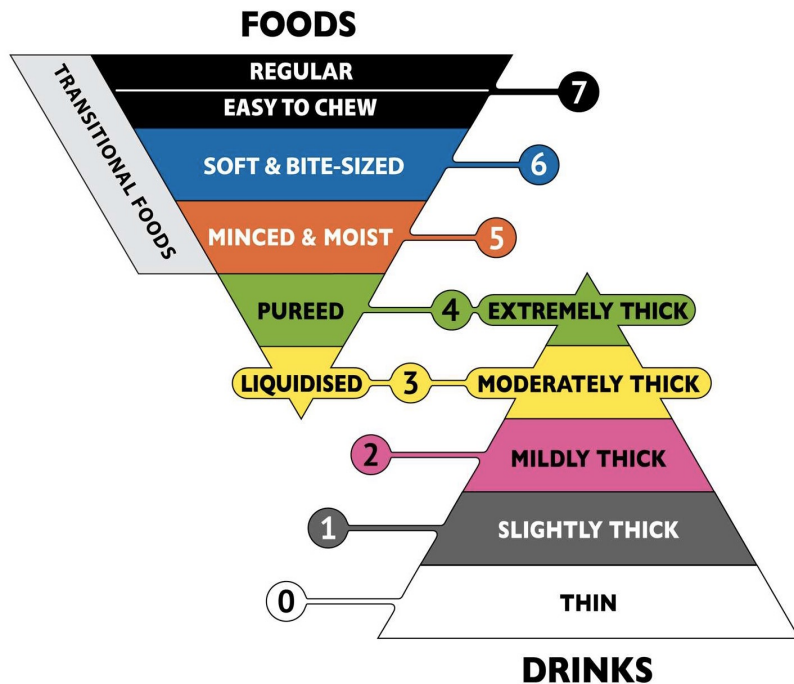 FOODS
TRANSITIONAL FOODS
REGULAR
EASY TO CHEW
7
SOFT & BITE-SIZED
6
MINCED & MOIST
5
PUREED
4
EXTREMELY THICK
LIQUIDISED
3
MODERATELY THICK
2
MILDLY THICK
1
SLIGHTLY THICK
0
THIN
DRINKS